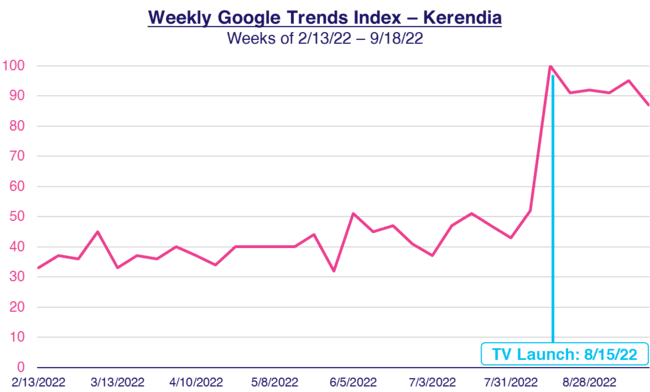 Weekly Google Trends Index – Kerendia
Weeks of 2/13/22 – 9/18/22
100
90
80
70
60
50
40
30
20
10
0
TV Launch: 8/15/22
2/13/2022 3/13/2022 4/10/2022 5/8/2022 6/5/2022 7/3/2022 7/31/2022 8/28/2022